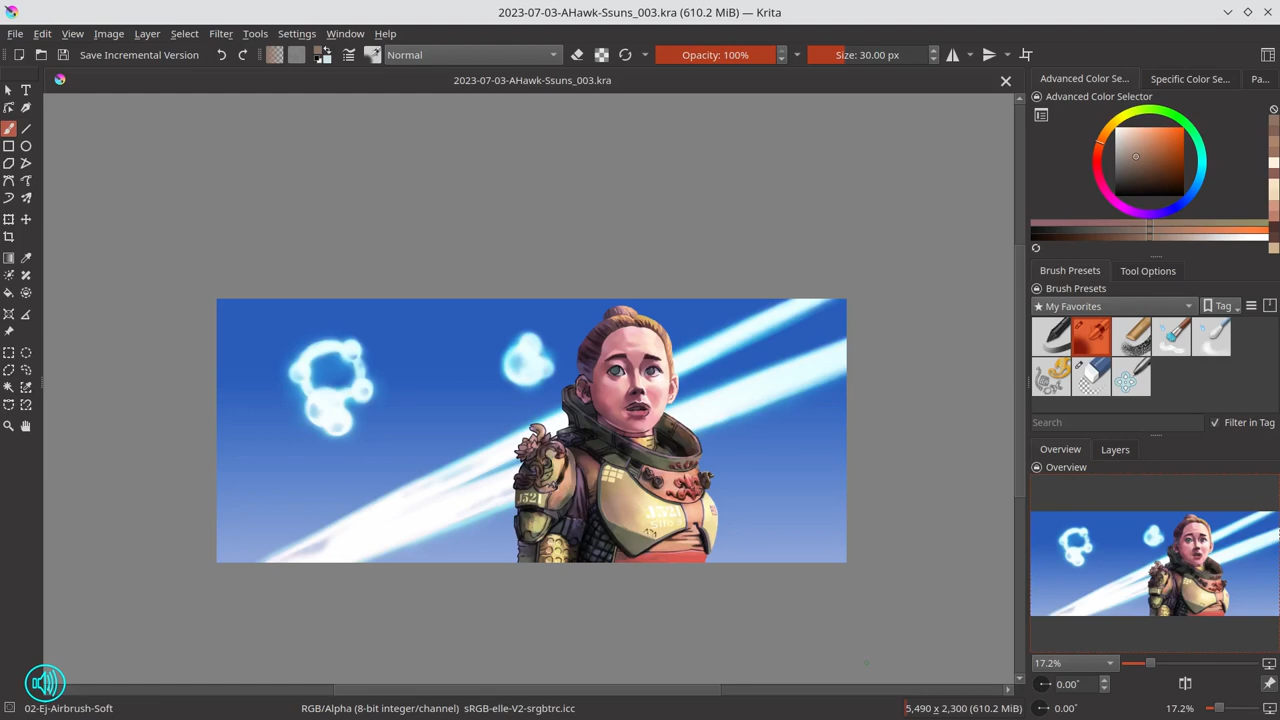 2023-07-03-AHawk-Ssuns_003.kra (610.2 MiB) — Krita
File Edit View Image Layer Select Filter Tools Settings Window Help
Save Incremental Version Normal Opacity: 100% Size: 30.00 px
2023-07-03-AHawk-Ssuns_003.kra
Advanced Color Se... Specific Color Se... Pa...
Advanced Color Selector
Brush Presets Tool Options
Brush Presets
My Favorites Tag
Search Filter in Tag
Overview Layers
Overview
J521
J521
17.2%
0.00°
02-Ej-Airbrush-Soft RGB/Alpha (8-bit integer/channel) sRGB-elle-V2-srgbtrc.icc 5,490 x 2,300 (610.2 MiB) 0.00° 17.2%